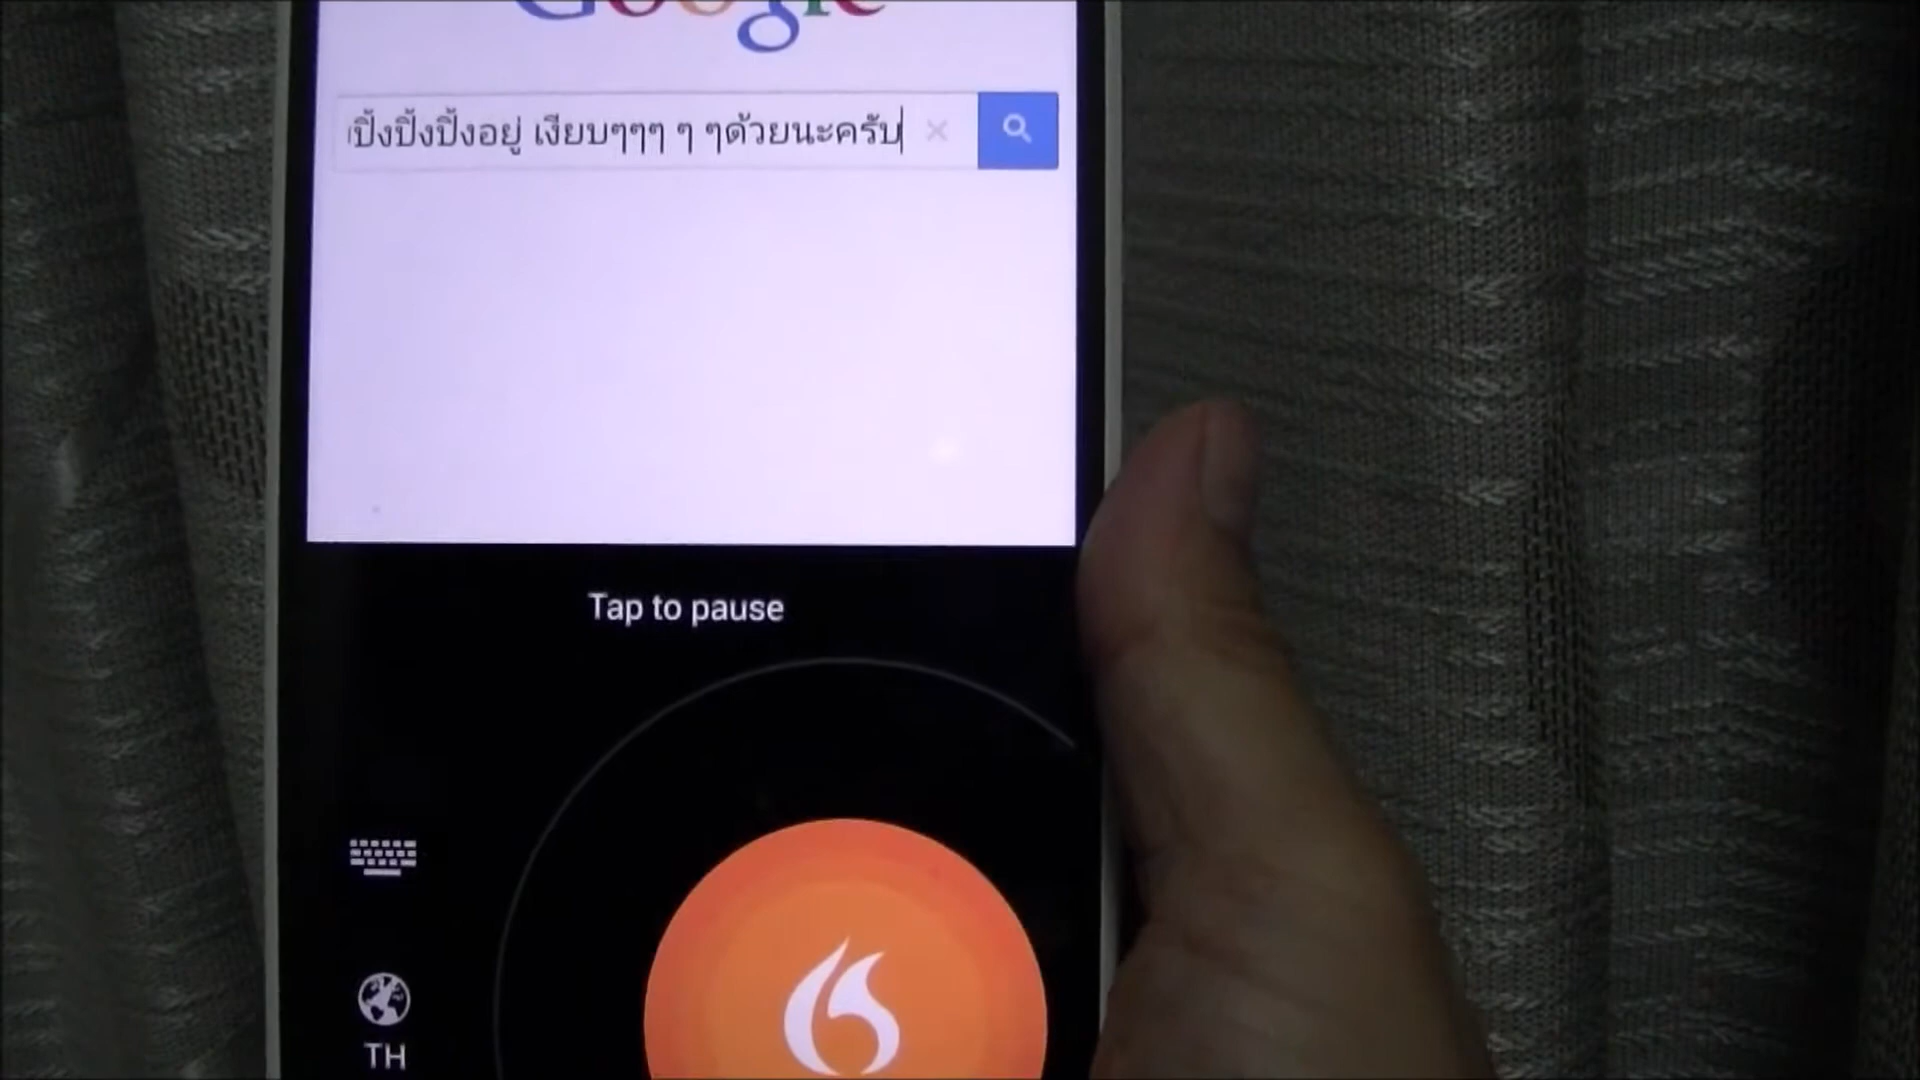 Google
ปิ้งปิ้งปิ้งอยู่ เงียบๆๆๆ ๆ ๆด้วยนะครับ
Tap to pause
TH